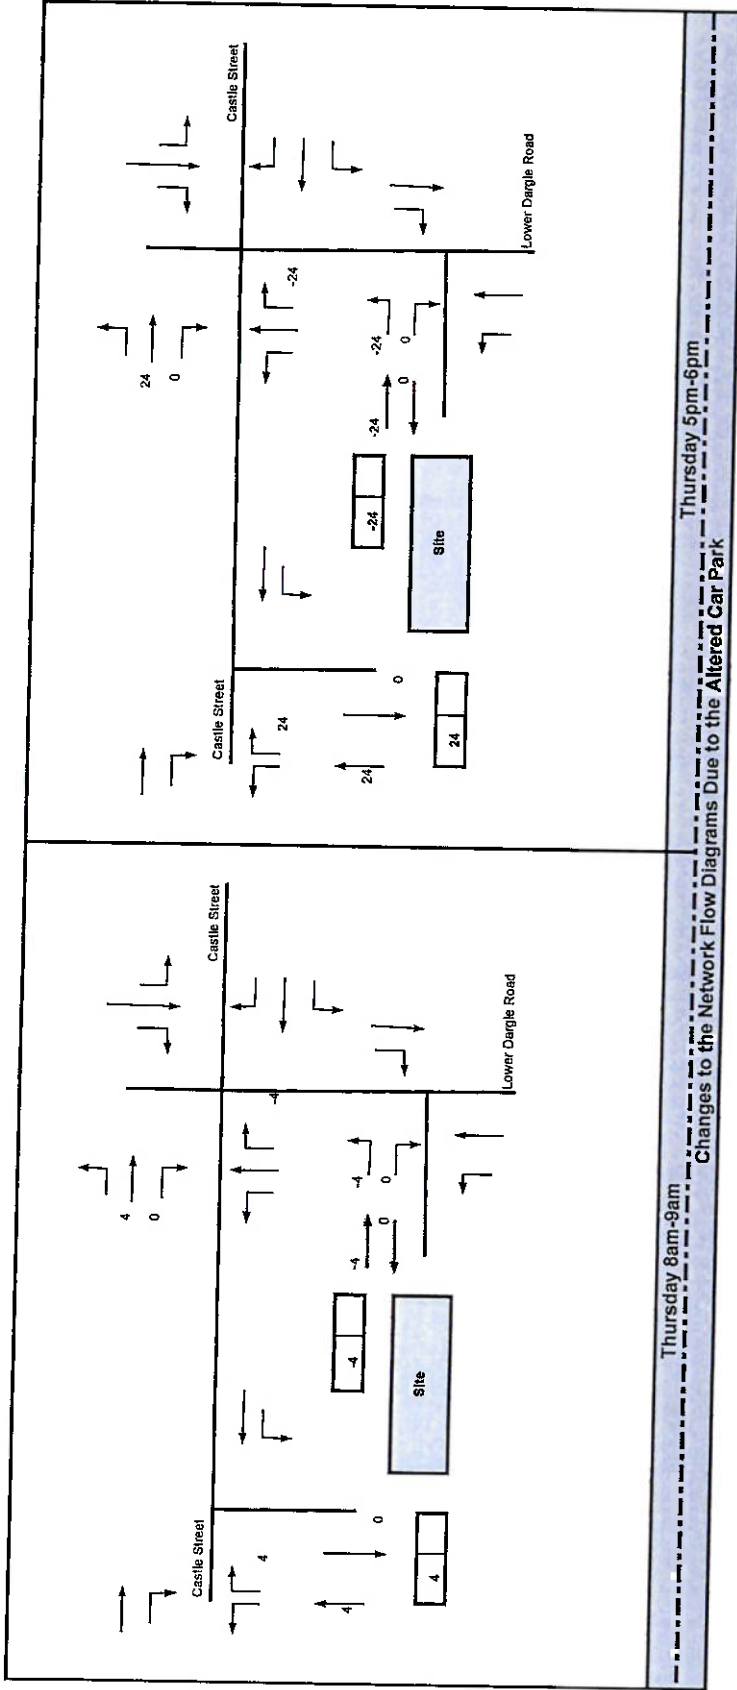 Castle Street
24
0
-24
-24
0
-24
0
Lower Dargle Road
-24
Site
Castle Street
24
24
0
24
Thursday 5pm-6pm
Castle Street
4
0
-4
-4
0
-4
0
Lower Dargle Road
-4
Site
Castle Street
4
4
0
4
Thursday 8am-9am
Changes to the Network Flow Diagrams Due to the Altered Car Park